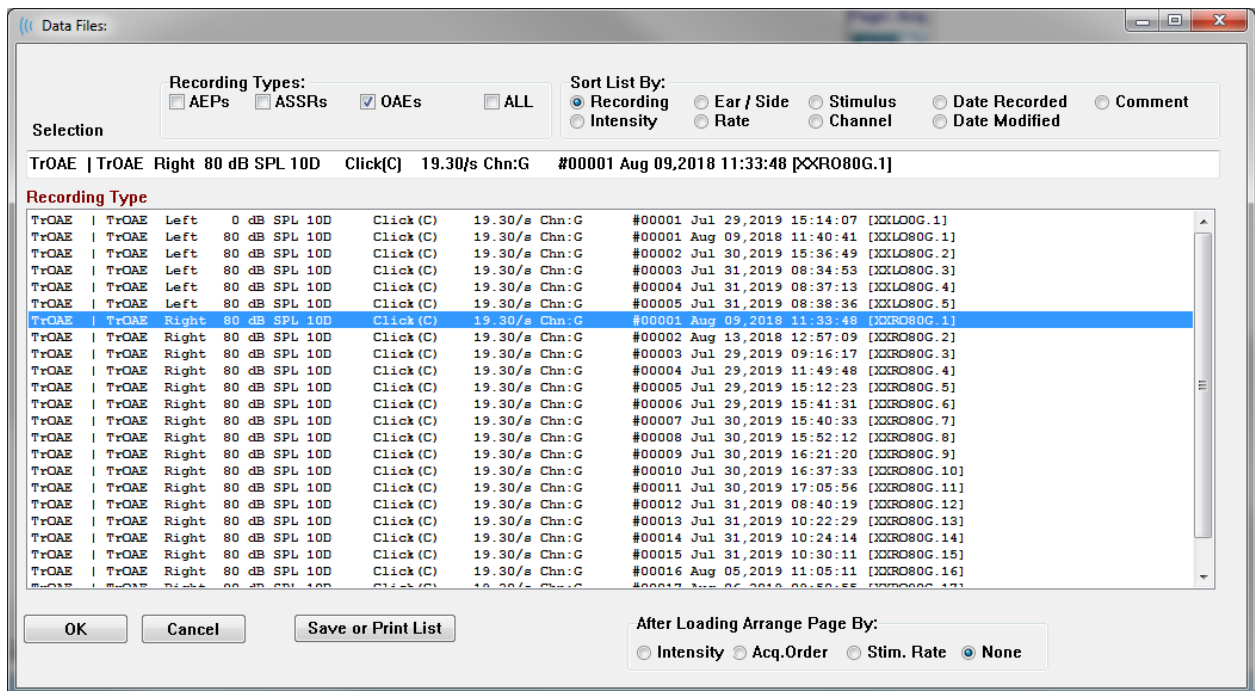 Data Files:
Recording Types:
AEPs ASSRs OAEs ALL
Sort List By:
Recording Ear / Side Stimulus Date Recorded Comment
Intensity Rate Channel Date Modified
Selection
TrOAE | TrOAE Right 80 dB SPL 10D Click(C) 19.30/s Chn:G #00001 Aug 09,2018 11:33:48 [XXRO80G.1]
Recording Type
TrOAE | TrOAE Left 0 dB SPL 10D Click(C) 19.30/s Chn:G #00001 Jul 29,2019 15:14:07 [XXLO0G.1]
TrOAE | TrOAE Left 80 dB SPL 10D Click(C) 19.30/s Chn:G #00001 Aug 09,2018 11:40:41 [XXLO80G.1]
TrOAE | TrOAE Left 80 dB SPL 10D Click(C) 19.30/s Chn:G #00002 Jul 30,2019 15:36:49 [XXLO80G.2]
TrOAE | TrOAE Left 80 dB SPL 10D Click(C) 19.30/s Chn:G #00003 Jul 31,2019 08:34:53 [XXLO80G.3]
TrOAE | TrOAE Left 80 dB SPL 10D Click(C) 19.30/s Chn:G #00004 Jul 31,2019 08:37:13 [XXLO80G.4]
TrOAE | TrOAE Left 80 dB SPL 10D Click(C) 19.30/s Chn:G #00005 Jul 31,2019 08:38:36 [XXLO80G.5]
TrOAE | TrOAE Right 80 dB SPL 10D Click(C) 19.30/s Chn:G #00001 Aug 09,2018 11:33:48 [XXRO80G.1]
TrOAE | TrOAE Right 80 dB SPL 10D Click(C) 19.30/s Chn:G #00002 Aug 13,2018 12:57:09 [XXRO80G.2]
TrOAE | TrOAE Right 80 dB SPL 10D Click(C) 19.30/s Chn:G #00003 Jul 29,2019 09:16:17 [XXRO80G.3]
TrOAE | TrOAE Right 80 dB SPL 10D Click(C) 19.30/s Chn:G #00004 Jul 29,2019 11:49:48 [XXRO80G.4]
TrOAE | TrOAE Right 80 dB SPL 10D Click(C) 19.30/s Chn:G #00005 Jul 29,2019 15:12:23 [XXRO80G.5]
TrOAE | TrOAE Right 80 dB SPL 10D Click(C) 19.30/s Chn:G #00006 Jul 29,2019 15:41:31 [XXRO80G.6]
TrOAE | TrOAE Right 80 dB SPL 10D Click(C) 19.30/s Chn:G #00007 Jul 30,2019 15:40:33 [XXRO80G.7]
TrOAE | TrOAE Right 80 dB SPL 10D Click(C) 19.30/s Chn:G #00008 Jul 30,2019 15:52:12 [XXRO80G.8]
TrOAE | TrOAE Right 80 dB SPL 10D Click(C) 19.30/s Chn:G #00009 Jul 30,2019 16:21:20 [XXRO80G.9]
TrOAE | TrOAE Right 80 dB SPL 10D Click(C) 19.30/s Chn:G #00010 Jul 30,2019 16:37:33 [XXRO80G.10]
TrOAE | TrOAE Right 80 dB SPL 10D Click(C) 19.30/s Chn:G #00011 Jul 30,2019 17:05:56 [XXRO80G.11]
TrOAE | TrOAE Right 80 dB SPL 10D Click(C) 19.30/s Chn:G #00012 Jul 31,2019 08:40:19 [XXRO80G.12]
TrOAE | TrOAE Right 80 dB SPL 10D Click(C) 19.30/s Chn:G #00013 Jul 31,2019 10:22:29 [XXRO80G.13]
TrOAE | TrOAE Right 80 dB SPL 10D Click(C) 19.30/s Chn:G #00014 Jul 31,2019 10:24:14 [XXRO80G.14]
TrOAE | TrOAE Right 80 dB SPL 10D Click(C) 19.30/s Chn:G #00015 Jul 31,2019 10:30:11 [XXRO80G.15]
TrOAE | TrOAE Right 80 dB SPL 10D Click(C) 19.30/s Chn:G #00016 Aug 05,2019 11:05:11 [XXRO80G.16]
OK Cancel Save or Print List
After Loading Arrange Page By:
Intensity Acq.Order Stim. Rate None